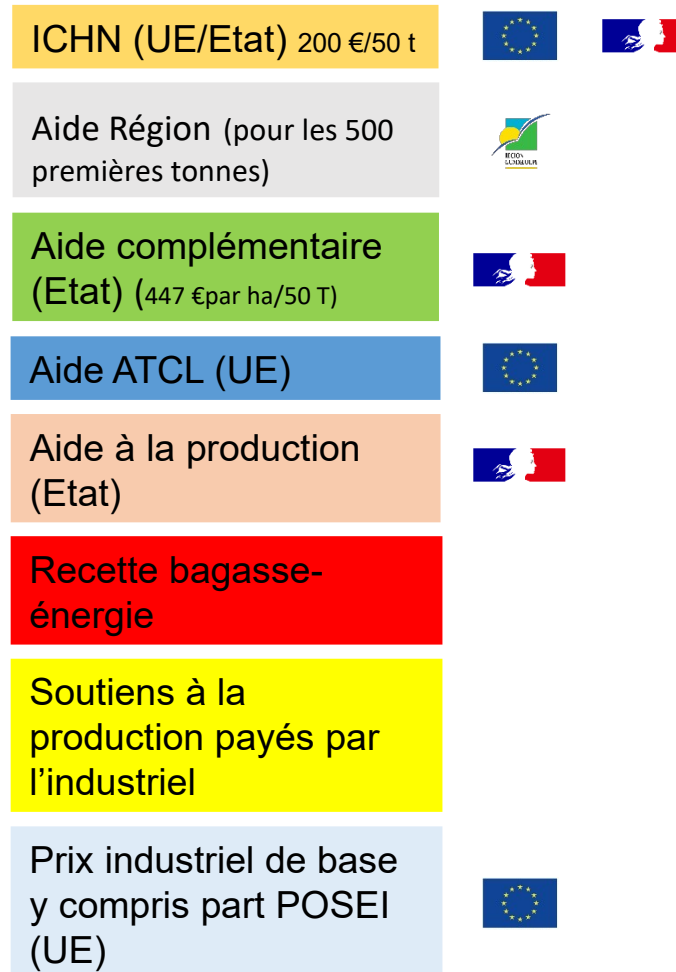 ICHN (UE/Etat) 200 €/50 t
Aide Région (pour les 500
premières tonnes)
REGION
GUADELOUPE
Aide complémentaire
(Etat) (447 €par ha/50 T)
Aide ATCL (UE)
Aide à la production
(Etat)
Recette bagasse-
énergie
Soutiens à la
production payés par
l’industriel
Prix industriel de base
y compris part POSEI
(UE)